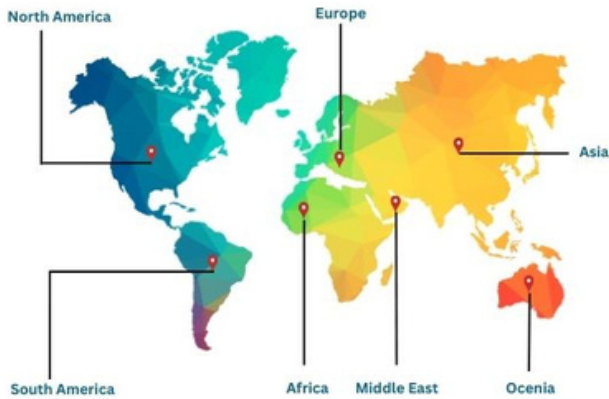 North America
Europe
Asia
South America
Africa
Middle East
Ocenia